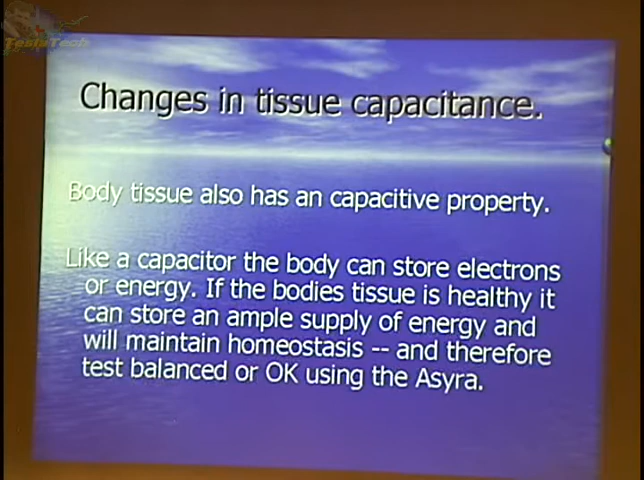 TeslaTech
Changes in tissue capacitance.
Body tissue also has an capacitive property.
Like a capacitor the body can store electrons
or energy. If the bodies tissue is healthy it
can store an ample supply of energy and
will maintain homeostasis -- and therefore
test balanced or OK using the Asyra.